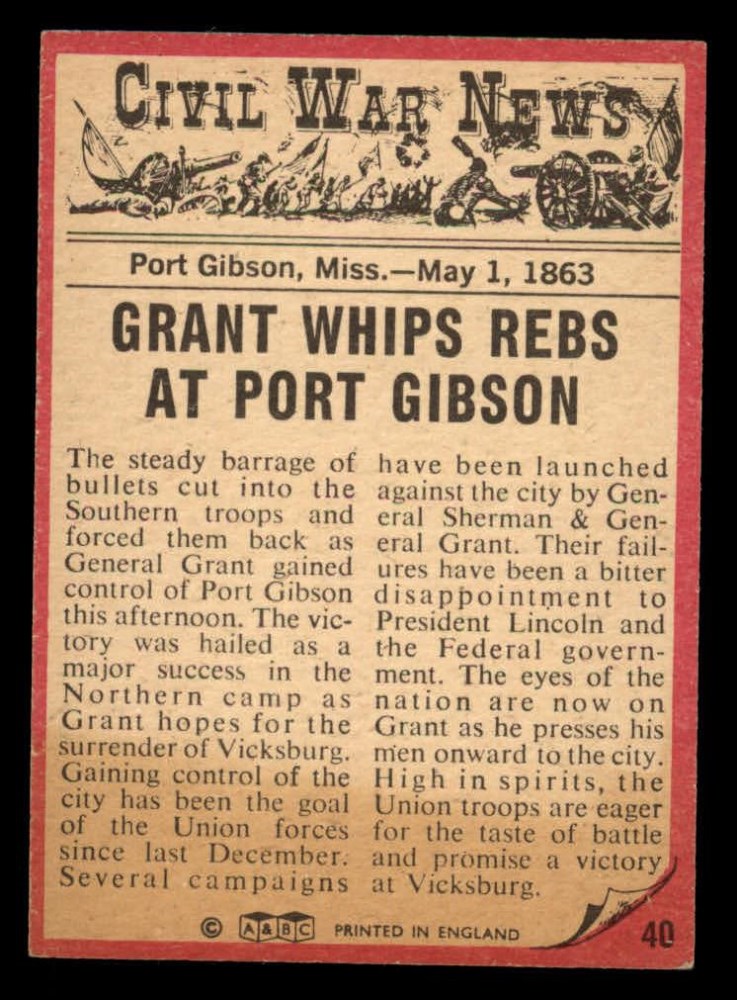 CIVIL WAR NEWS
Port Gibson, Miss.—May 1, 1863
GRANT WHIPS REBS
AT PORT GIBSON
The steady barrage of
bullets cut into the
Southern troops and
forced them back as
General Grant gained
control of Port Gibson
this afternoon. The vic-
tory was hailed as a
major success in the
Northern camp as
Grant hopes for the
surrender of Vicksburg.
Gaining control of the
city has been the goal
of the Union forces
since last December.
Several campaigns
have been launched
against the city by Gen-
eral Sherman & Gen-
eral Grant. Their fail-
ures have been a bitter
disappointment to
President Lincoln and
the Federal govern-
ment. The eyes of the
nation are now on
Grant as he presses his
men onward to the city.
High in spirits, the
Union troops are eager
for the taste of battle
and promise a victory
at Vicksburg.
© A&BC PRINTED IN ENGLAND
40